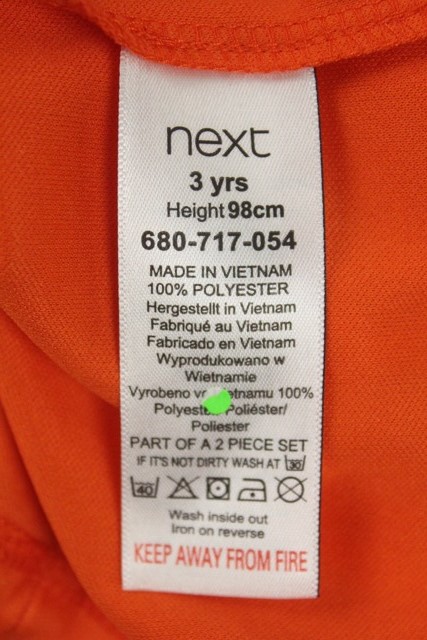 next
3 yrs
Height 98cm
680-717-054
MADE IN VIETNAM
100% POLYESTER
Hergestellt in Vietnam
Fabriqué au Vietnam
Fabricado en Vietnam
Wyprodukowano w
Wietnamie
Vyrobeno 100%
Poliéster/
Poliester
PART OF A 2 PIECE SET
IF IT'S NOT DIRTY WASH AT 30
40
Wash inside out
Iron on reverse
KEEP AWAY FROM FIRE